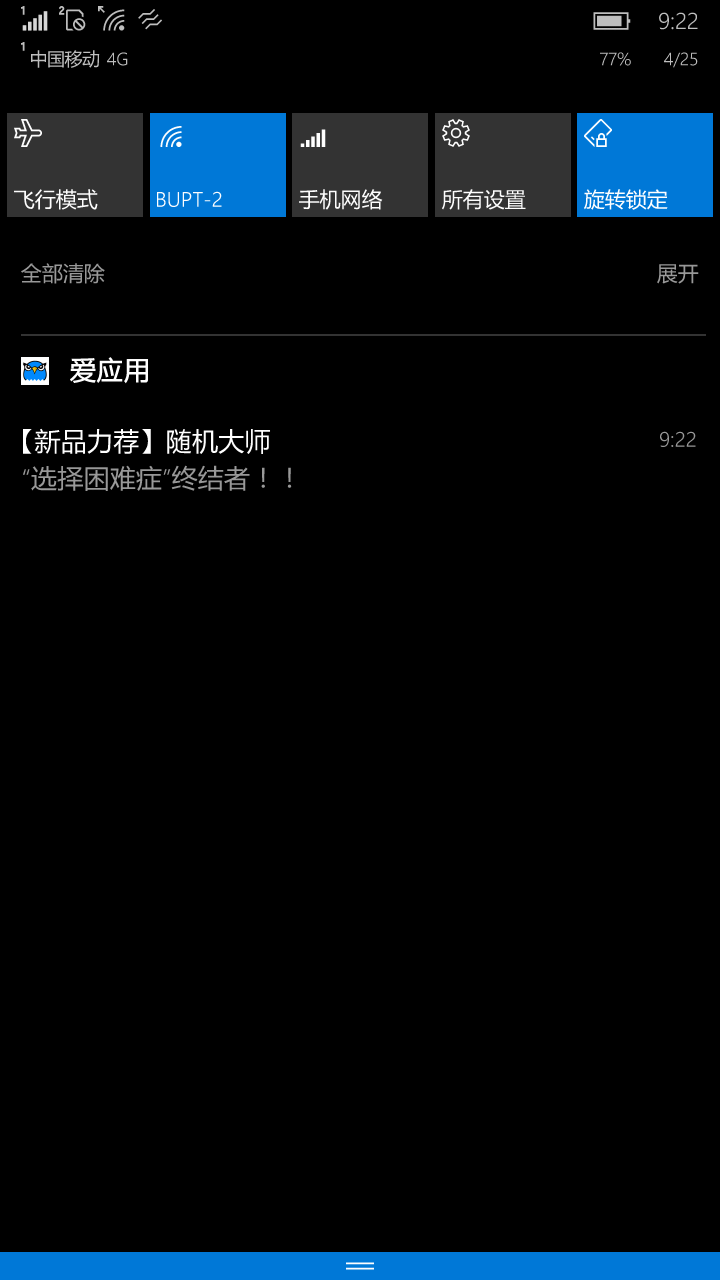 1 2 9:22
1 中国移动 4G 77% 4/25
飞行模式 BUPT-2 手机网络 所有设置 旋转锁定
全部清除 展开
爱应用
【新品力荐】随机大师 9:22
“选择困难症”终结者！！